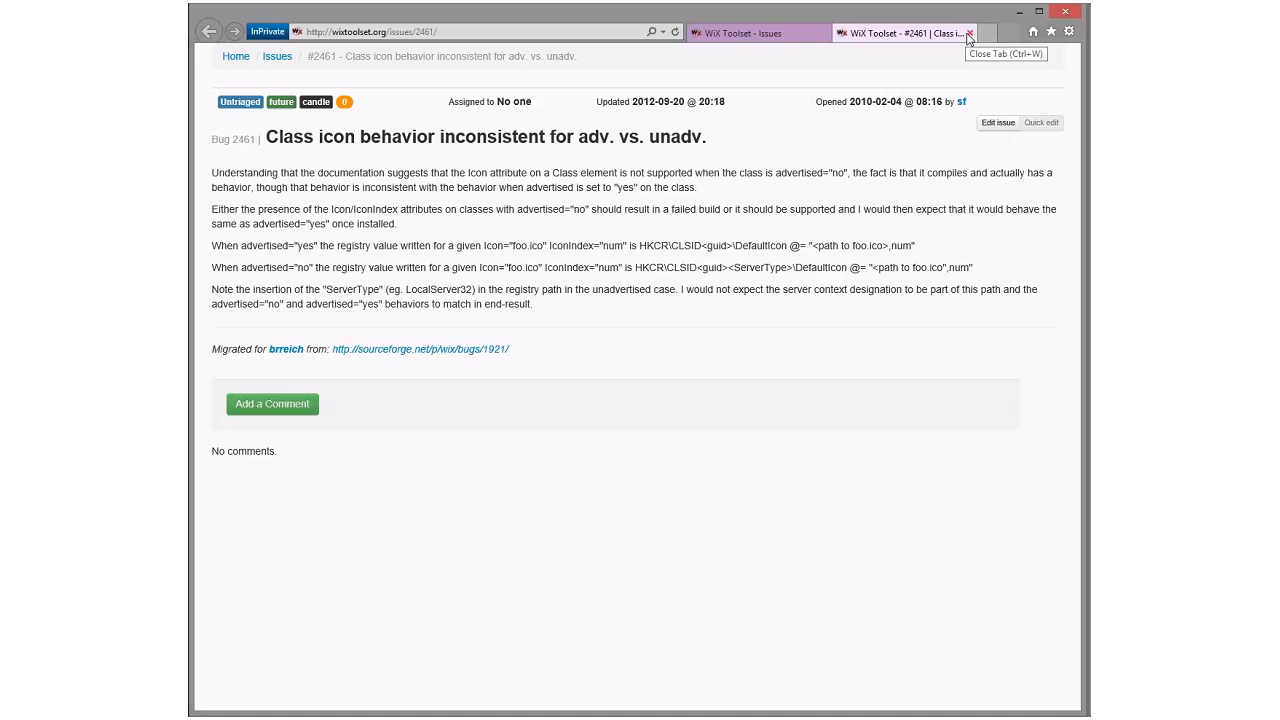 InPrivate http://wixtoolset.org/issues/2461/ WiX Toolset - Issues WiX Toolset - #2461 | Class i...
Close Tab (Ctrl+W)
Home / Issues / #2461 - Class icon behavior inconsistent for adv. vs. unadv.
Untriaged future candle 0 Assigned to No one Updated 2012-09-20 @ 20:18 Opened 2010-02-04 @ 08:16 by sf
Edit issue Quick edit
Bug 2461 | Class icon behavior inconsistent for adv. vs. unadv.
Understanding that the documentation suggests that the Icon attribute on a Class element is not supported when the class is advertised="no", the fact is that it compiles and actually has a
behavior, though that behavior is inconsistent with the behavior when advertised is set to "yes" on the class.
Either the presence of the Icon/IconIndex attributes on classes with advertised="no" should result in a failed build or it should be supported and I would then expect that it would behave the
same as advertised="yes" once installed.
When advertised="yes" the registry value written for a given Icon="foo.ico" IconIndex="num" is HKCR\CLSID<guid>\DefaultIcon @= "<path to foo.ico>,num"
When advertised="no" the registry value written for a given Icon="foo.ico" IconIndex="num" is HKCR\CLSID<guid><ServerType>\DefaultIcon @= "<path to foo.ico",num"
Note the insertion of the "ServerType" (eg. LocalServer32) in the registry path in the unadvertised case. I would not expect the server context designation to be part of this path and the
advertised="no" and advertised="yes" behaviors to match in end-result.
Migrated for brreich from: http://sourceforge.net/p/wix/bugs/1921/
Add a Comment
No comments.